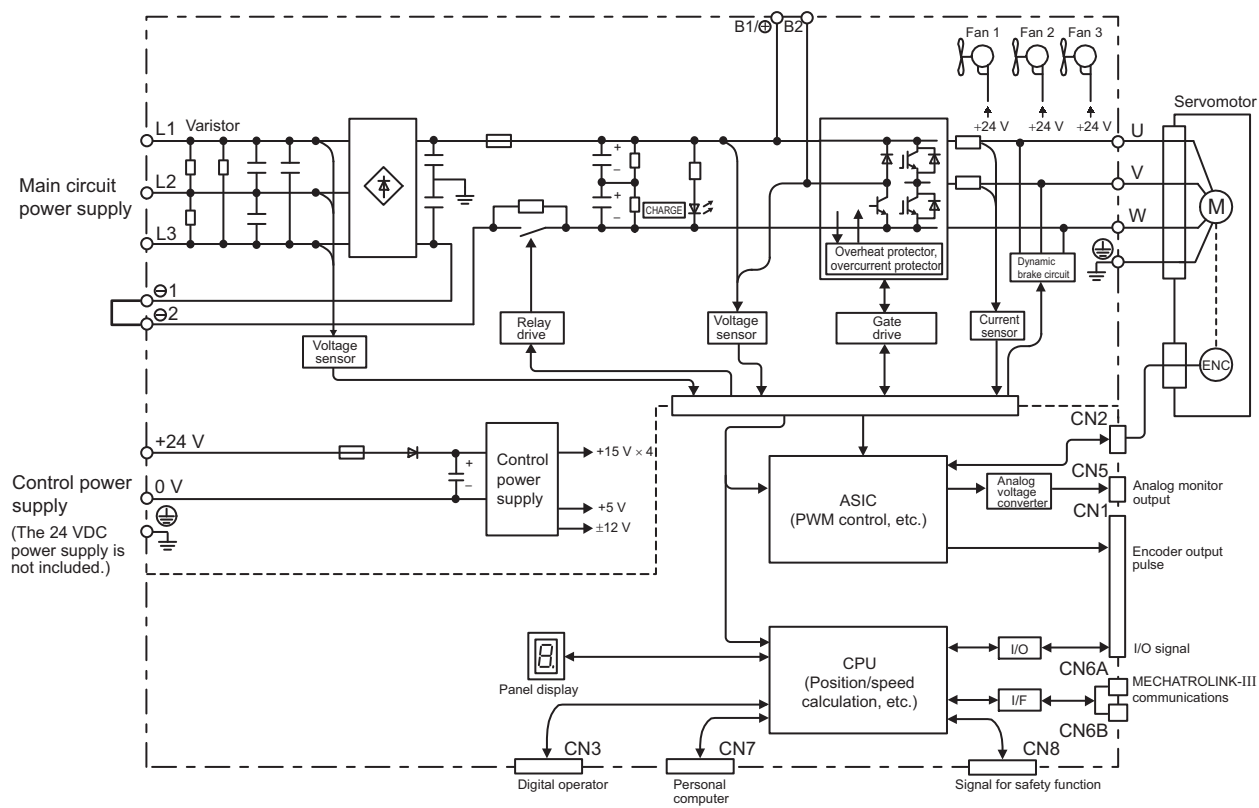 B1/⊕ B2
Fan 1 Fan 2 Fan 3
+24 V +24 V +24 V
Servomotor
L1
Varistor
L2
L3
Main circuit
power supply
+
–
+
–
CHARGE
Overheat protector,
overcurrent protector
U
V
W
M
Dynamic
brake circuit
⊖1
⊖2
Voltage
sensor
Relay
drive
Voltage
sensor
Gate
drive
Current
sensor
ENC
+24 V
0 V
Control power
supply
(The 24 VDC
power supply is
not included.)
+
–
Control
power
supply
+15 V × 4
+5 V
±12 V
ASIC
(PWM control, etc.)
Analog
voltage
converter
CN2
CN5
Analog monitor
output
CN1
Encoder output
pulse
8.
Panel display
CPU
(Position/speed
calculation, etc.)
I/O
I/O signal
CN6A
I/F
MECHATROLINK-III
communications
CN6B
CN3
Digital operator
CN7
Personal
computer
CN8
Signal for safety function